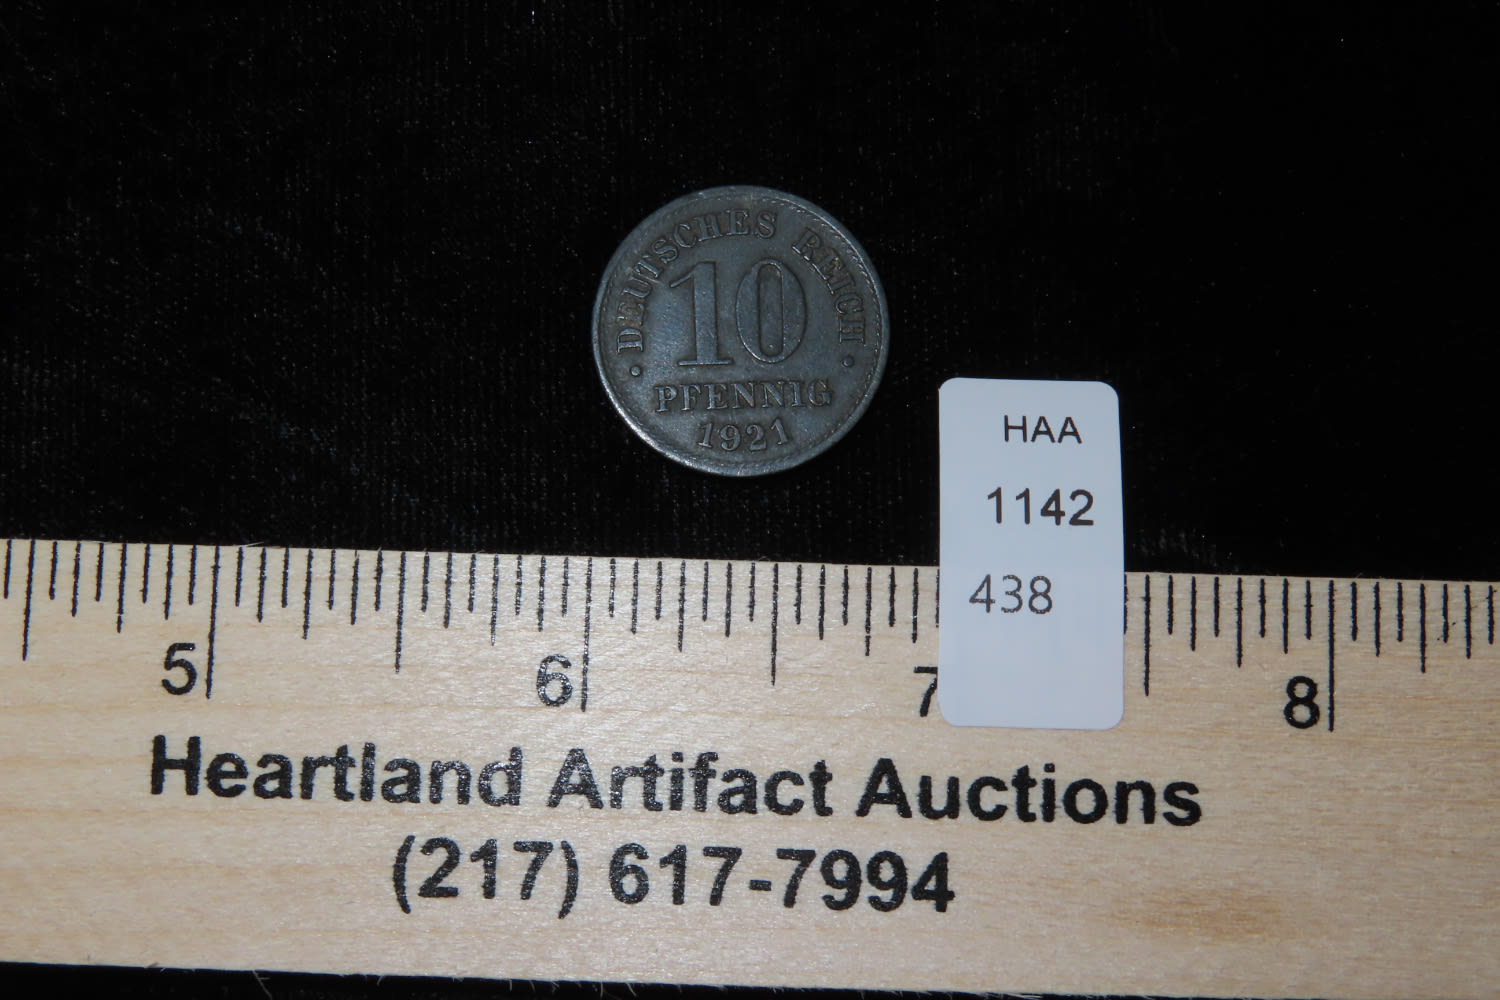 DEUTSCHES REICH
10
PFENNIG
1921
HAA
1142
438
5 6 7 8
Heartland Artifact Auctions
(217) 617-7994